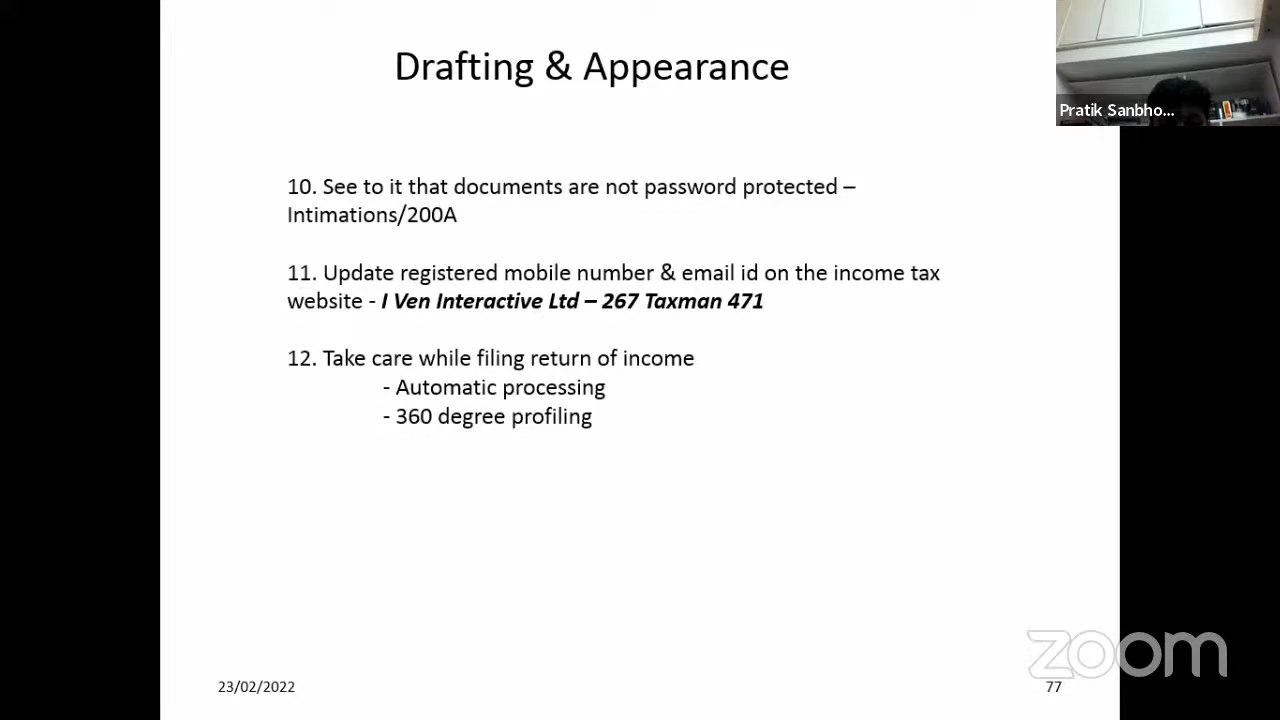 Drafting & Appearance
Pratik Sanbho...
10. See to it that documents are not password protected –
Intimations/200A
11. Update registered mobile number & email id on the income tax
website - I Ven Interactive Ltd – 267 Taxman 471
12. Take care while filing return of income
- Automatic processing
- 360 degree profiling
zoom
23/02/2022
77